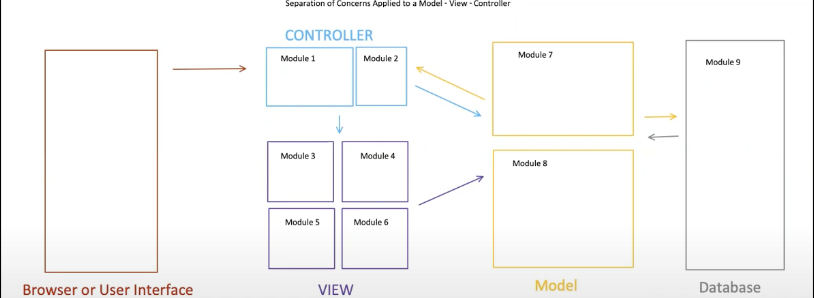 Separation of Concerns Applied to a Model - View - Controller
CONTROLLER
Module 1
Module 2
Module 7
Module 9
Module 3
Module 4
Module 8
Module 5
Module 6
Browser or User Interface
VIEW
Model
Database